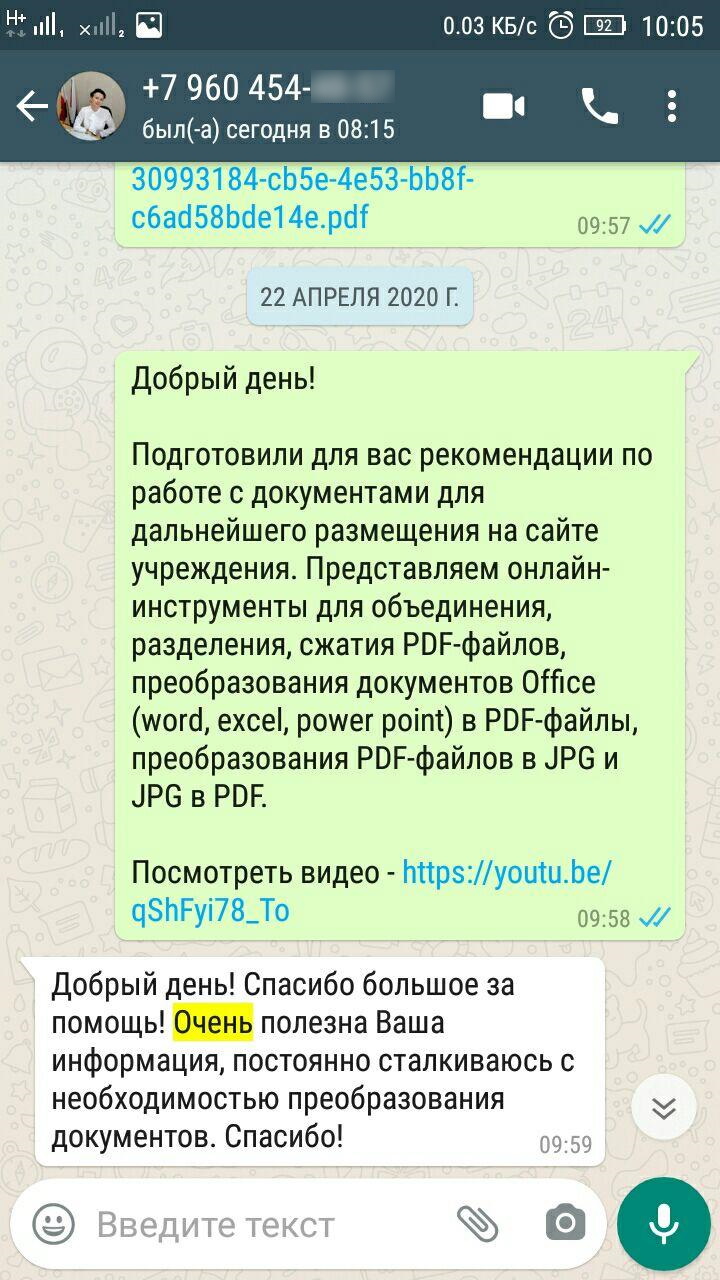 H+ 1 x 2 0.03 КБ/с 92 10:05
+7 960 454-
был(-а) сегодня в 08:15
30993184-cb5e-4e53-bb8f-
c6ad58bde14e.pdf 09:57
22 АПРЕЛЯ 2020 Г.
Добрый день!
Подготовили для вас рекомендации по
работе с документами для
дальнейшего размещения на сайте
учреждения. Представляем онлайн-
инструменты для объединения,
разделения, сжатия PDF-файлов,
преобразования документов Office
(word, excel, power point) в PDF-файлы,
преобразования PDF-файлов в JPG и
JPG в PDF.
Посмотреть видео - https://youtu.be/
qShFyi78_To 09:58
Добрый день! Спасибо большое за
помощь! Очень полезна Ваша
информация, постоянно сталкиваюсь с
необходимостью преобразования
документов. Спасибо! 09:59
Введите текст